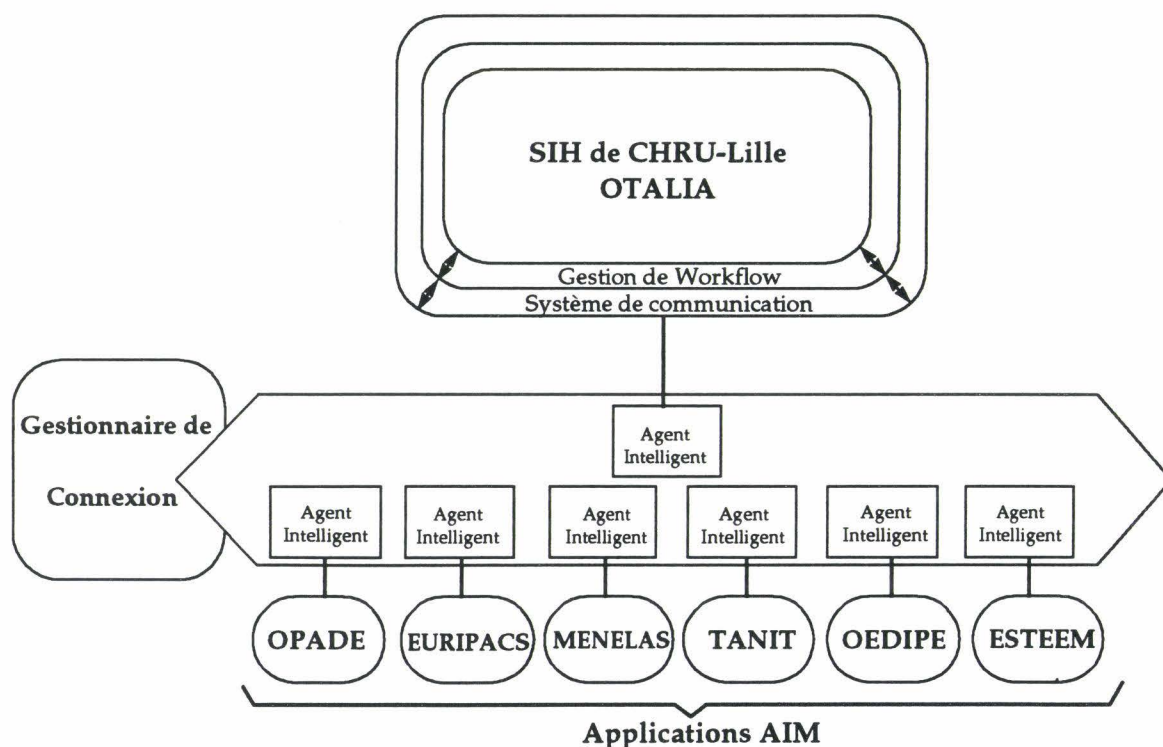 SIH de CHRU-Lille
OTALIA
Gestion de Workflow
Système de communication
Gestionnaire de
Connexion
Agent
Intelligent
Agent
Intelligent
Agent
Intelligent
Agent
Intelligent
Agent
Intelligent
Agent
Intelligent
Agent
Intelligent
OPADE
EURIPACS
MENELAS
TANIT
OEDIPE
ESTEEM
Applications AIM